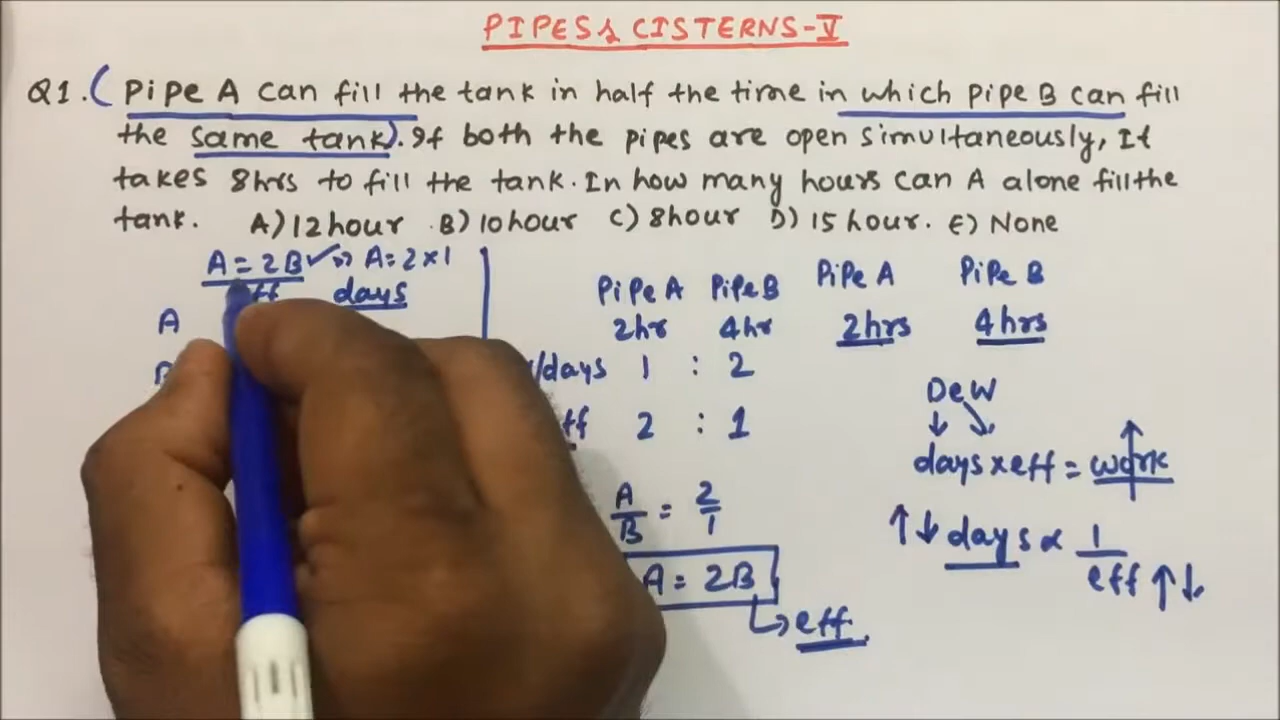 PIPES & CISTERNS-V
Q1. (Pipe A can fill the tank in half the time in which pipe B can fill
the same tank). If both the pipes are open simultaneously, It
takes 8hrs to fill the tank. In how many hours can A alone fill the
tank. A) 12 hour B) 10 hour C) 8 hour D) 15 hour. E) None
A = 2B ✓ => A = 2×1
eff days
A
Pipe A Pipe B
2hr 4hr
/days 1 : 2
eff 2 : 1
A/B = 2/1
A = 2B
eff.
Pipe A Pipe B
2hrs 4hrs
DeW
↓ ↘
days × eff = work ↑
↑↓ days ∝ 1/eff ↑↓